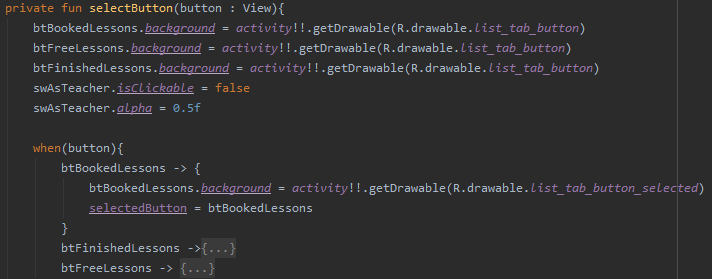 private fun selectButton(button : View){
btBookedLessons.background = activity!!.getDrawable(R.drawable.list_tab_button)
btFreeLessons.background = activity!!.getDrawable(R.drawable.list_tab_button)
btFinishedLessons.background = activity!!.getDrawable(R.drawable.list_tab_button)
swAsTeacher.isClickable = false
swAsTeacher.alpha = 0.5f
when(button){
btBookedLessons -> {
btBookedLessons.background = activity!!.getDrawable(R.drawable.list_tab_button_selected)
selectedButton = btBookedLessons
}
btFinishedLessons ->{...}
btFreeLessons -> {...}